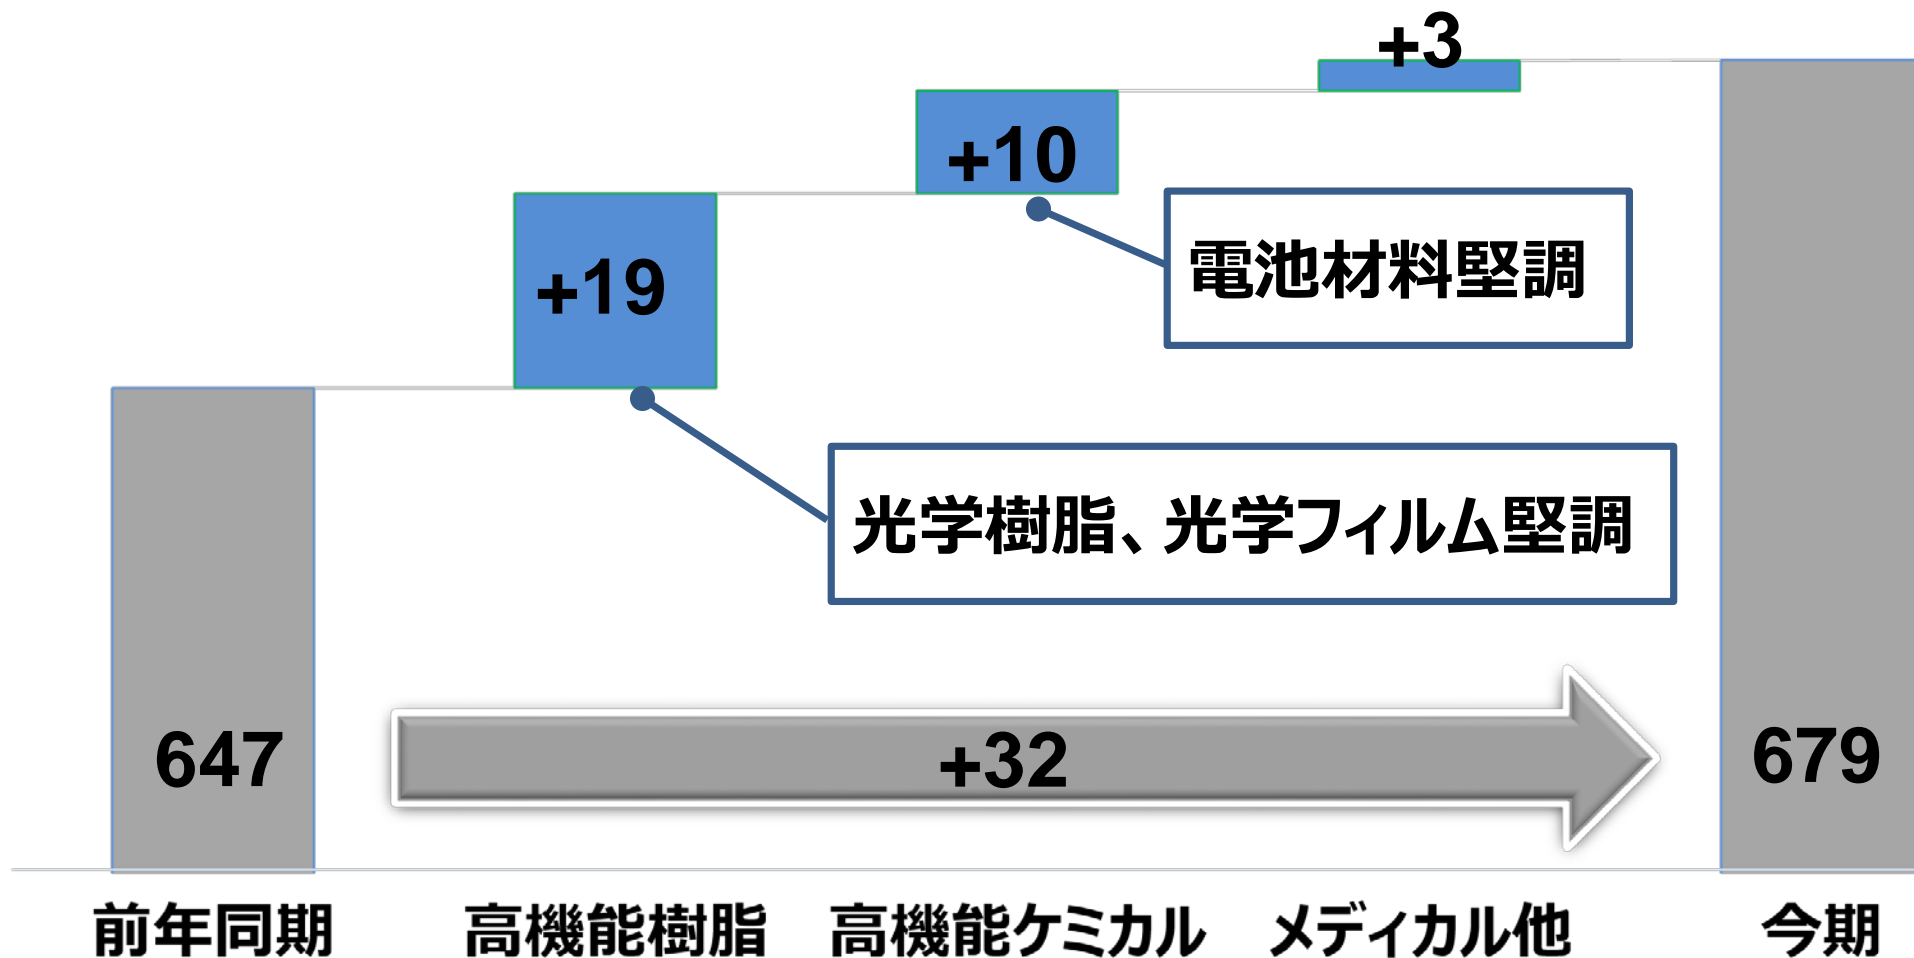 +3
+10
電池材料堅調
+19
光学樹脂、光学フィルム堅調
647
+32
679
前年同期
高機能樹脂
高機能ケミカル
メディカル他
今期